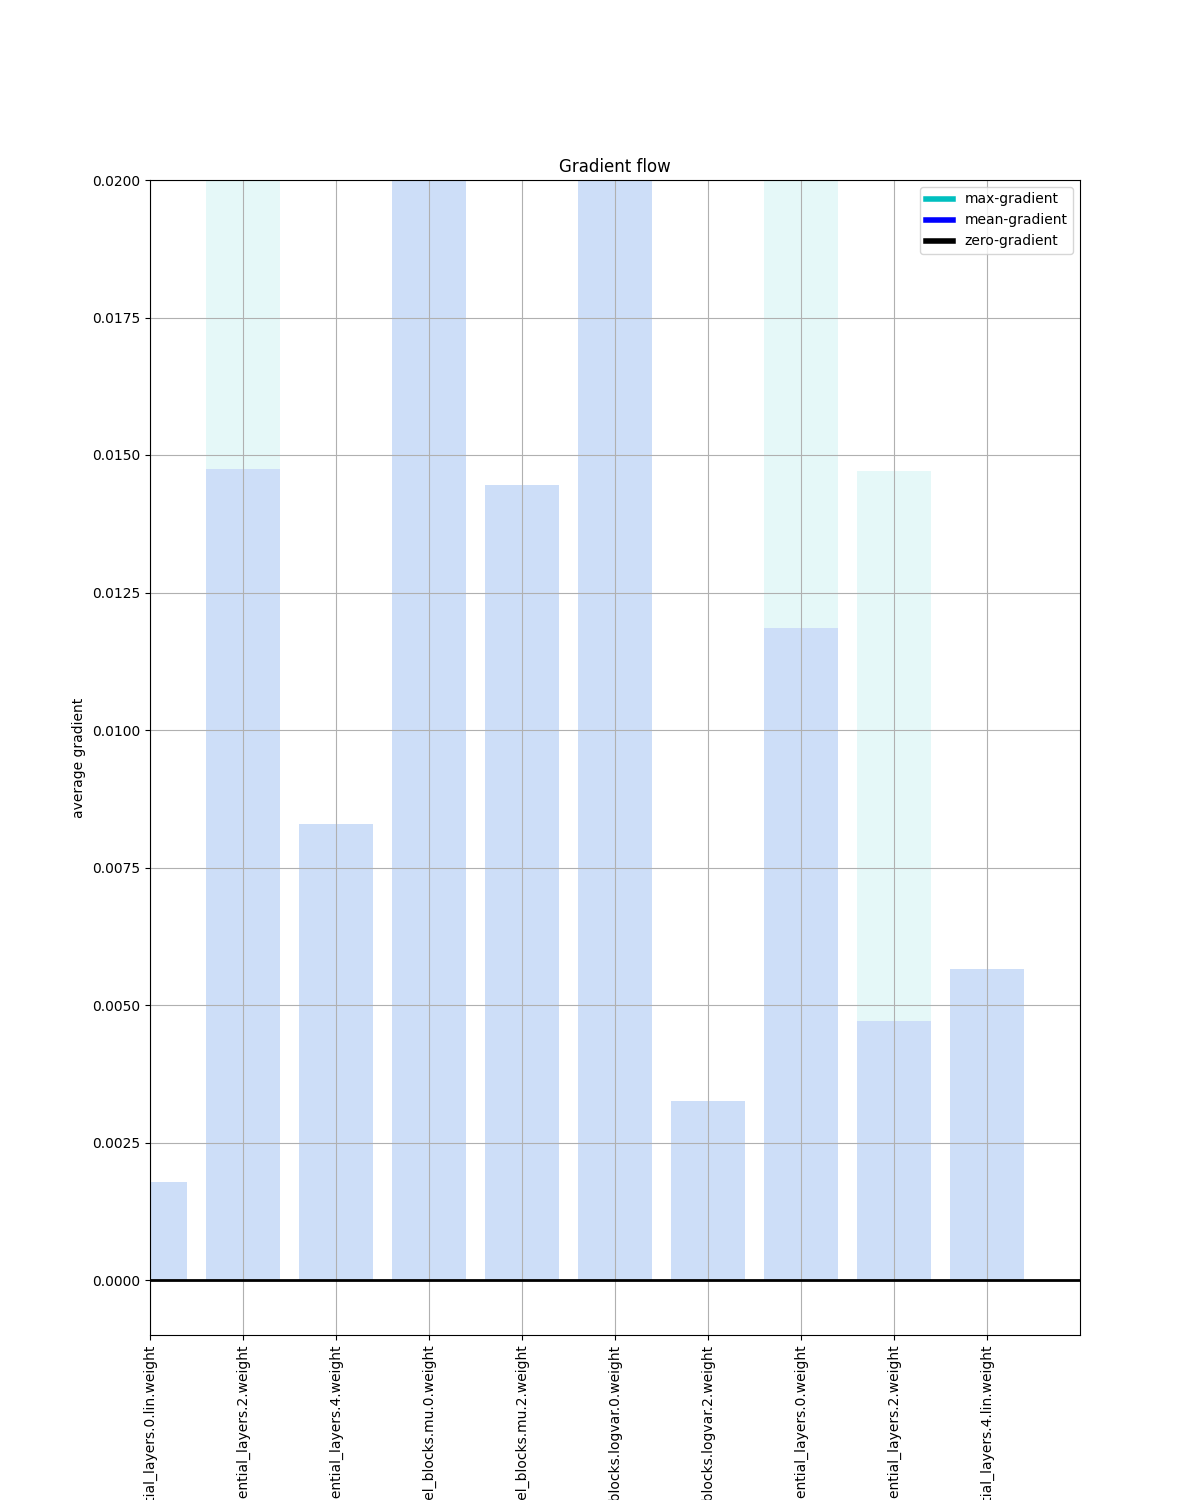 Gradient flow
max-gradient
mean-gradient
zero-gradient
0.0200
0.0175
0.0150
0.0125
0.0100
0.0075
0.0050
0.0025
0.0000
average gradient
tial_layers.0.lin.weight
ential_layers.2.weight
ential_layers.4.weight
el_blocks.mu.0.weight
el_blocks.mu.2.weight
blocks.logvar.0.weight
blocks.logvar.2.weight
ential_layers.0.weight
ential_layers.2.weight
tial_layers.4.lin.weight